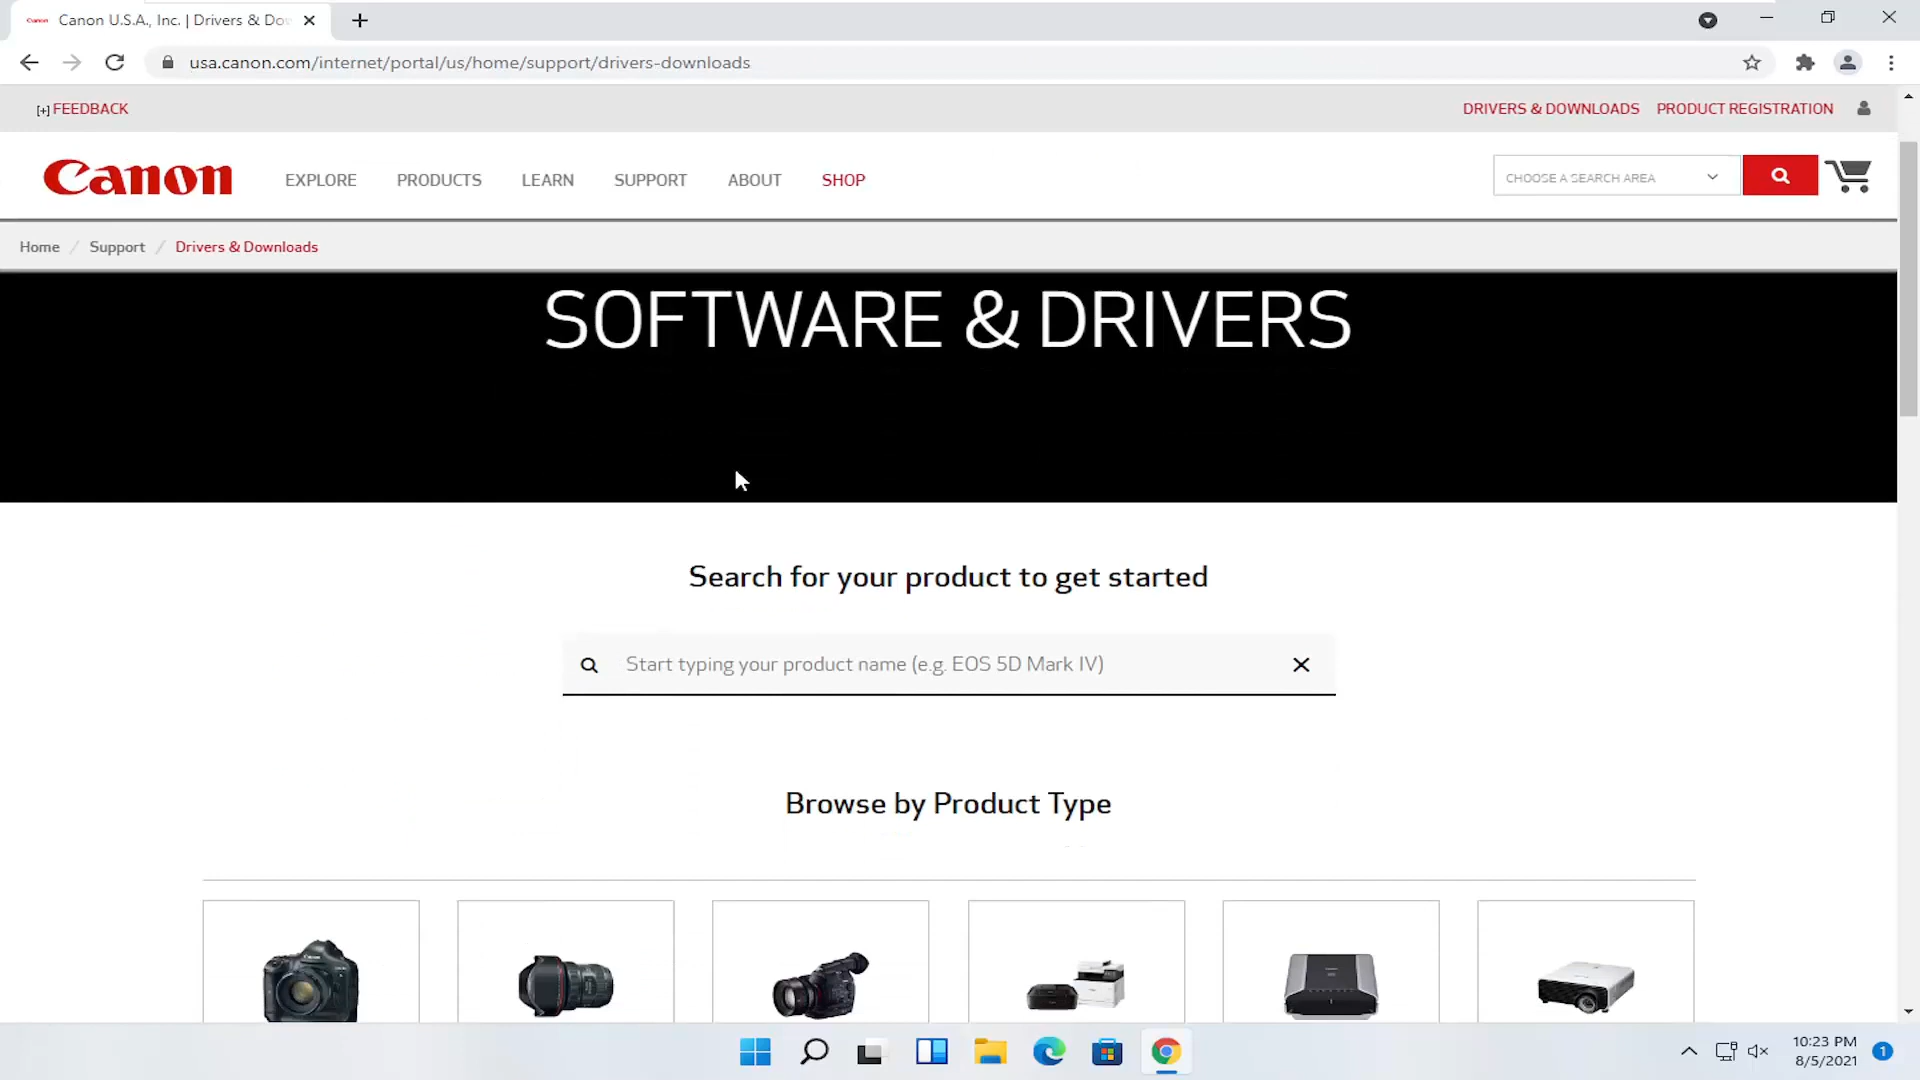 Canon U.S.A., Inc. | Drivers & Do
usa.canon.com/internet/portal/us/home/support/drivers-downloads
[+] FEEDBACK
DRIVERS & DOWNLOADS PRODUCT REGISTRATION
Canon
EXPLORE PRODUCTS LEARN SUPPORT ABOUT SHOP
CHOOSE A SEARCH AREA
Home / Support / Drivers & Downloads
SOFTWARE & DRIVERS
Search for your product to get started
Start typing your product name (e.g. EOS 5D Mark IV)
Browse by Product Type
10:23 PM
8/5/2021
1